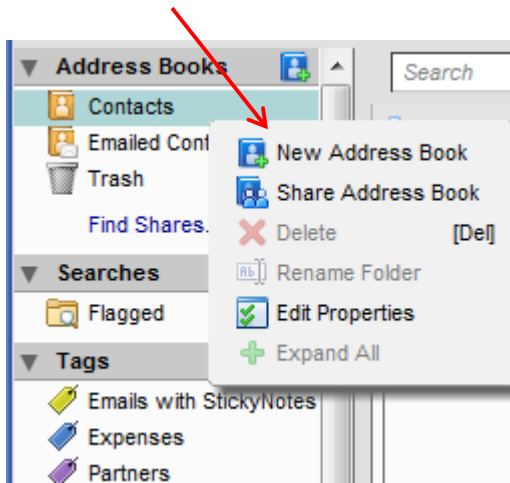 Address Books
Search
Contacts
Emailed
New Address Book
Trash
Share Address Book
Find Shares.
Delete [Del]
Searches
Rename Folder
Flagged
Edit Properties
Tags
Expand All
Emails with StickyNotes
Expenses
Partners